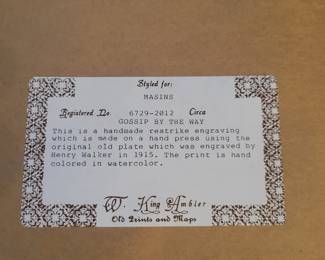 Styled for:
MASINS
Registered No. 6729-2012 Circa
GOSSIP BY THE WAY
This is a handmade restrike engraving
which is made on a hand press using the
original old plate which was engraved by
Henry Walker in 1915. The print is hand
colored in watercolor.
W. King Ambler
Old Prints and Maps